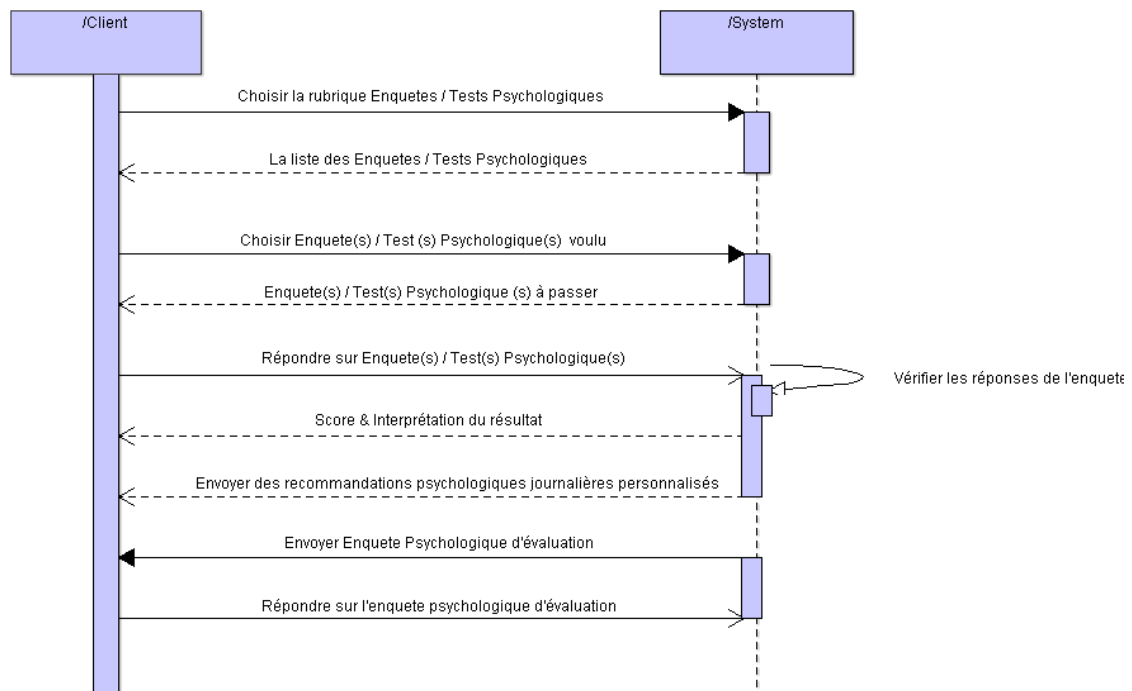 /Client
/System
Choisir la rubrique Enquetes / Tests Psychologiques
La liste des Enquetes / Tests Psychologiques
Choisir Enquete(s) / Test (s) Psychologique(s) voulu
Enquete(s) / Test(s) Psychologique (s) à passer
Répondre sur Enquete(s) / Test(s) Psychologique(s)
Vérifier les réponses de l'enquete
Score & Interprétation du résultat
Envoyer des recommandations psychologiques journalières personnalisés
Envoyer Enquete Psychologique d'évaluation
Répondre sur l'enquete psychologique d'évaluation